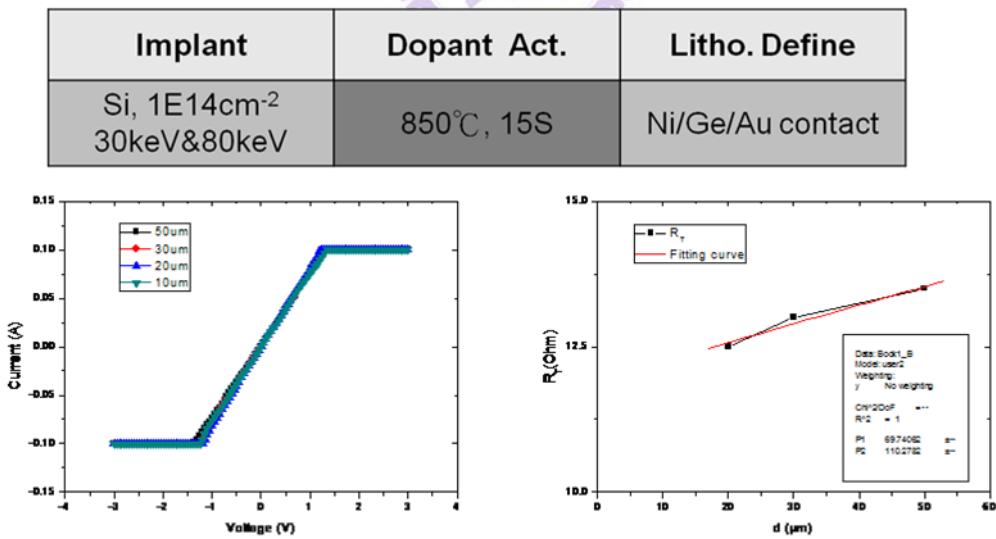 Implant
Dopant Act.
Litho. Define
Si, 1E14cm-2
30keV&80keV
850℃, 15S
Ni/Ge/Au contact
0.15
0.10
0.05
0.00
-0.05
-0.10
-0.15
-4
-3
-2
-1
0
1
2
3
4
Current (A)
Voltage (V)
50um
30um
20um
10um
15.0
12.5
10.0
0
10
20
30
40
50
60
RT(Ohm)
d (μm)
RT
Fitting curve
Data: Book1_B
Model: user2
Weighting:
y No weighting
Chi^2/DoF =--
R^2 = 1
P1 69.74062 ±--
P2 110.2782 ±--